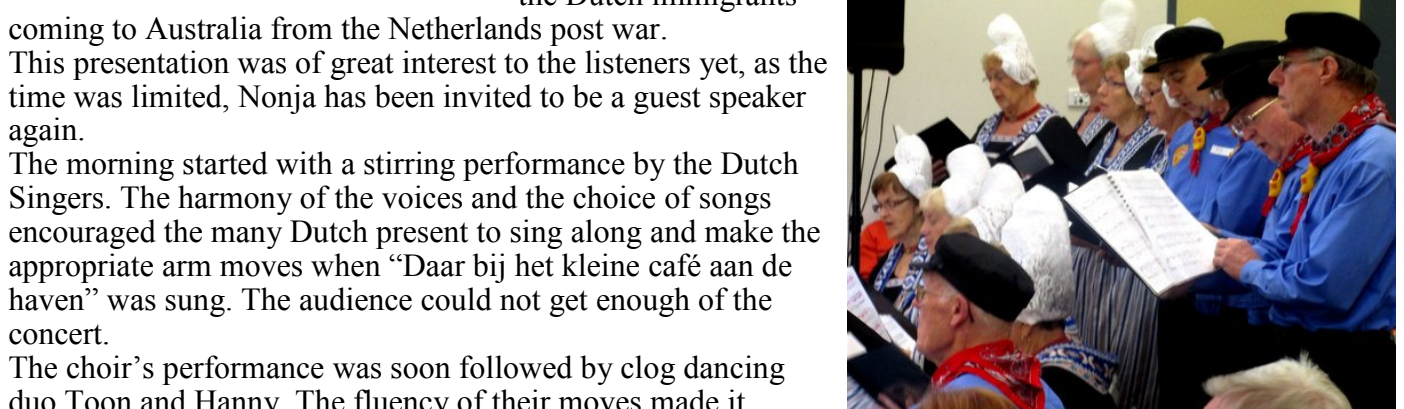 the Dutch immigrants
coming to Australia from the Netherlands post war.
This presentation was of great interest to the listeners yet, as the
time was limited, Nonja has been invited to be a guest speaker
again.
The morning started with a stirring performance by the Dutch
Singers. The harmony of the voices and the choice of songs
encouraged the many Dutch present to sing along and make the
appropriate arm moves when “Daar bij het kleine café aan de
haven” was sung. The audience could not get enough of the
concert.
The choir’s performance was soon followed by clog dancing
duo Toon and Hanny. The fluency of their moves made it